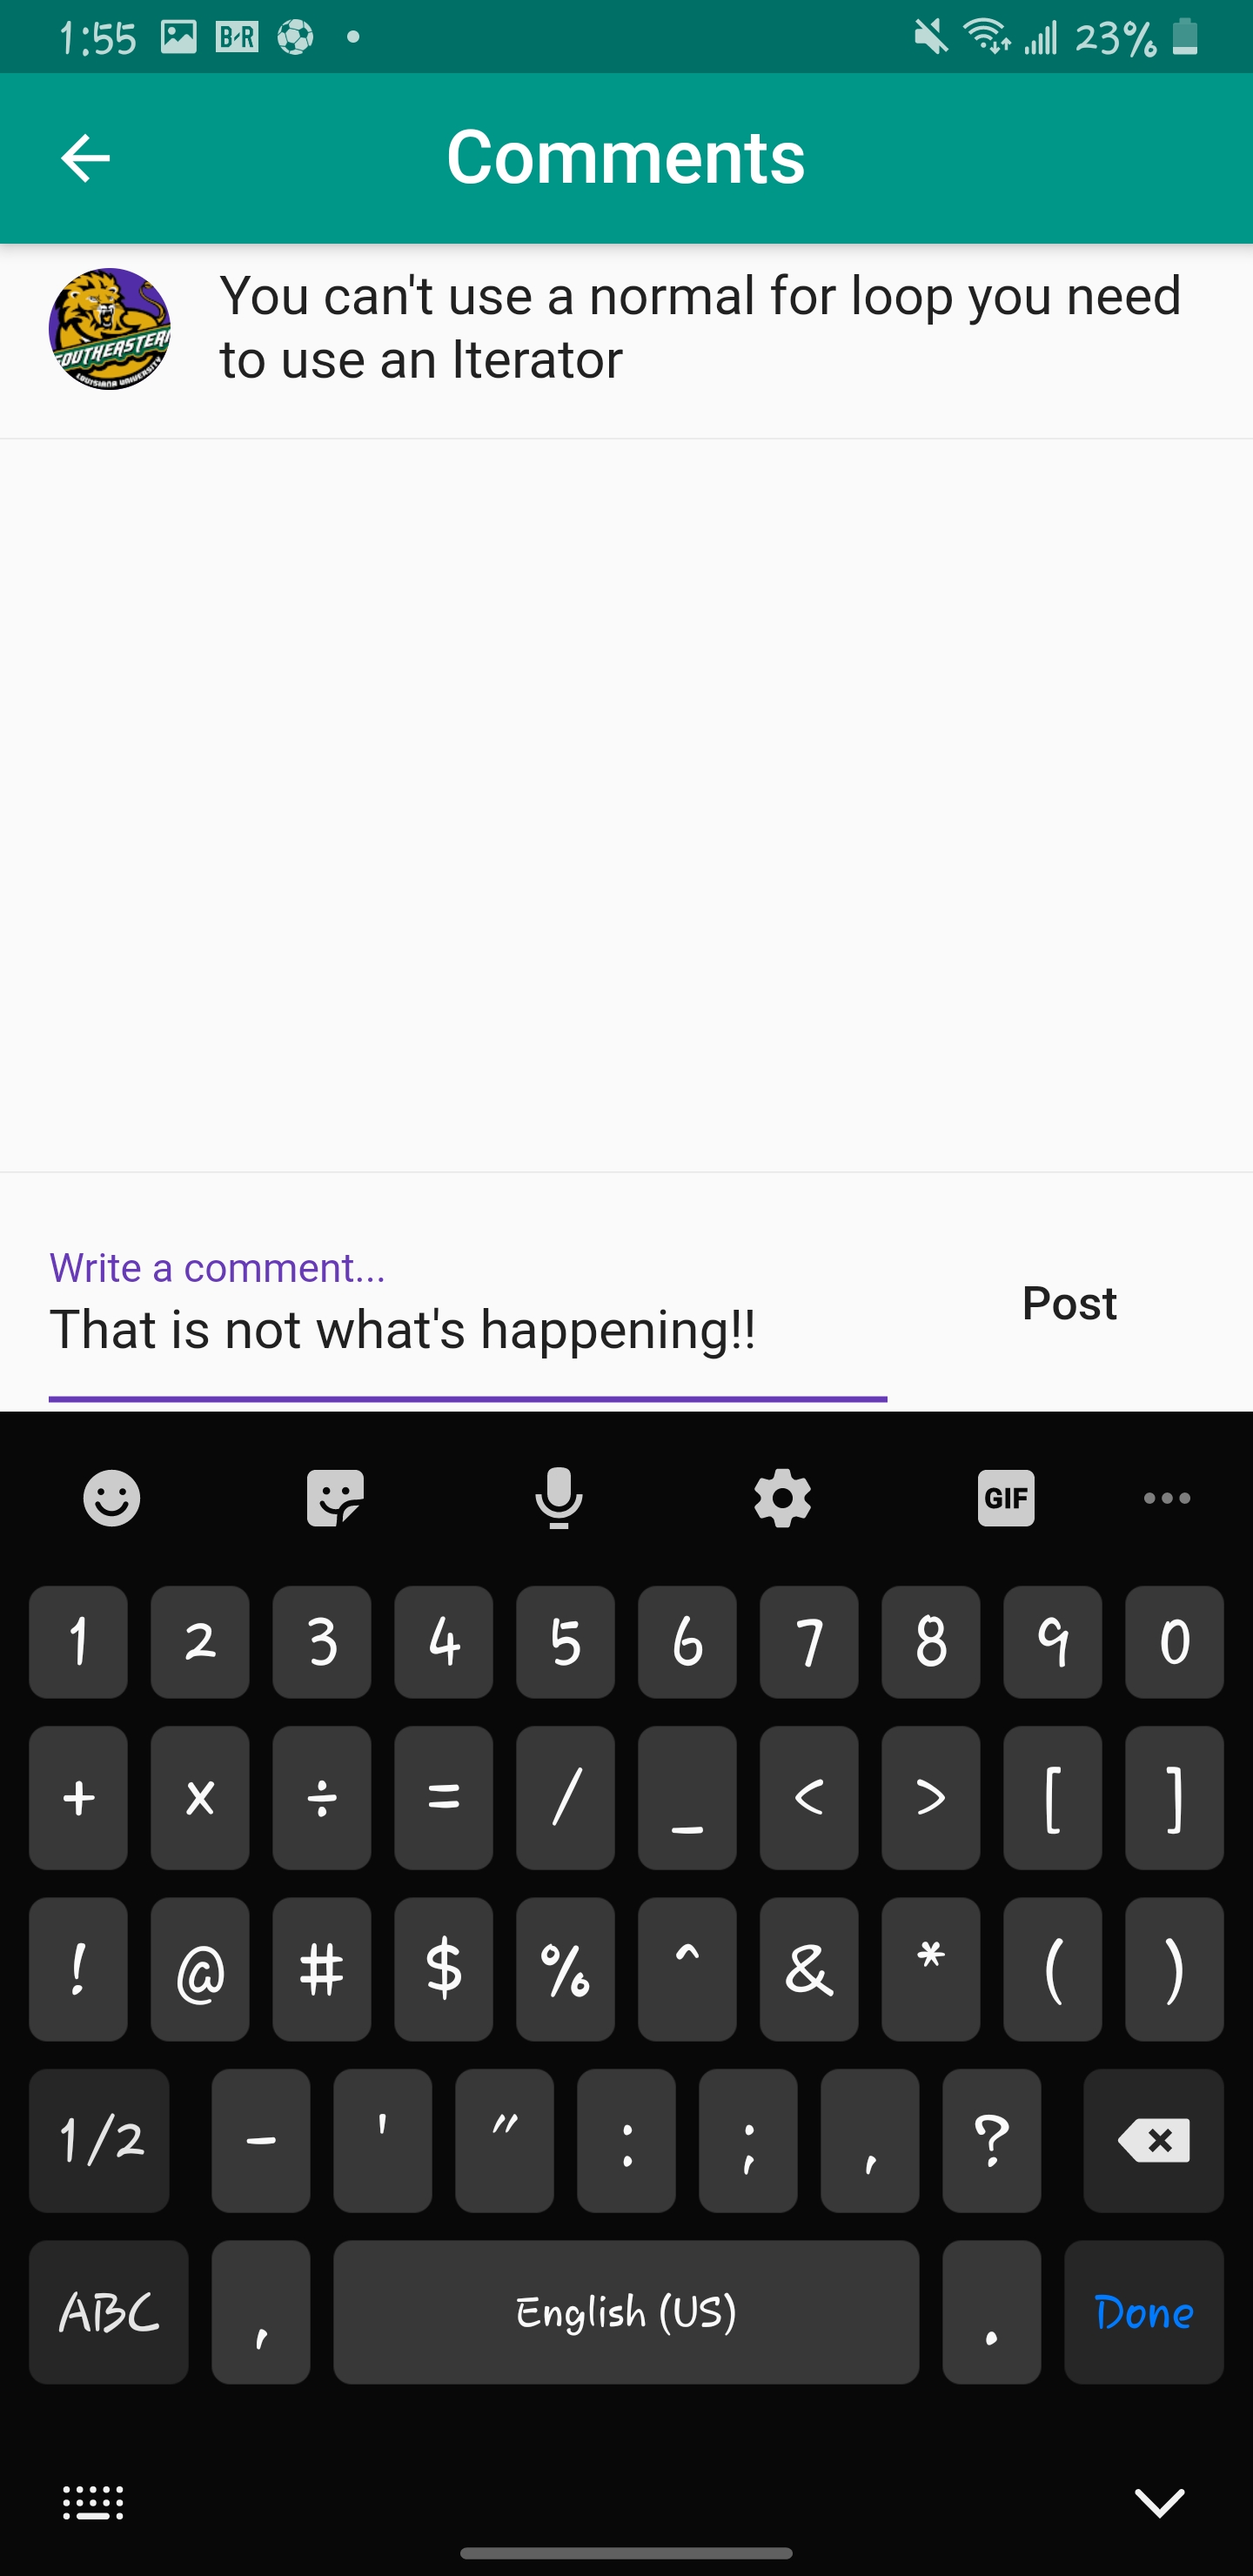 1:55 B/R 23%
Comments
SOUTHEASTERN
LOUISIANA UNIVERSITY
You can't use a normal for loop you need
to use an Iterator
Write a comment...
That is not what's happening!!
Post
GIF
1 2 3 4 5 6 7 8 9 0
+ × ÷ = / _ < > [ ]
! @ # $ % ^ & * ( )
1/2 - ' " : ; , ?
ABC , English (US) . Done